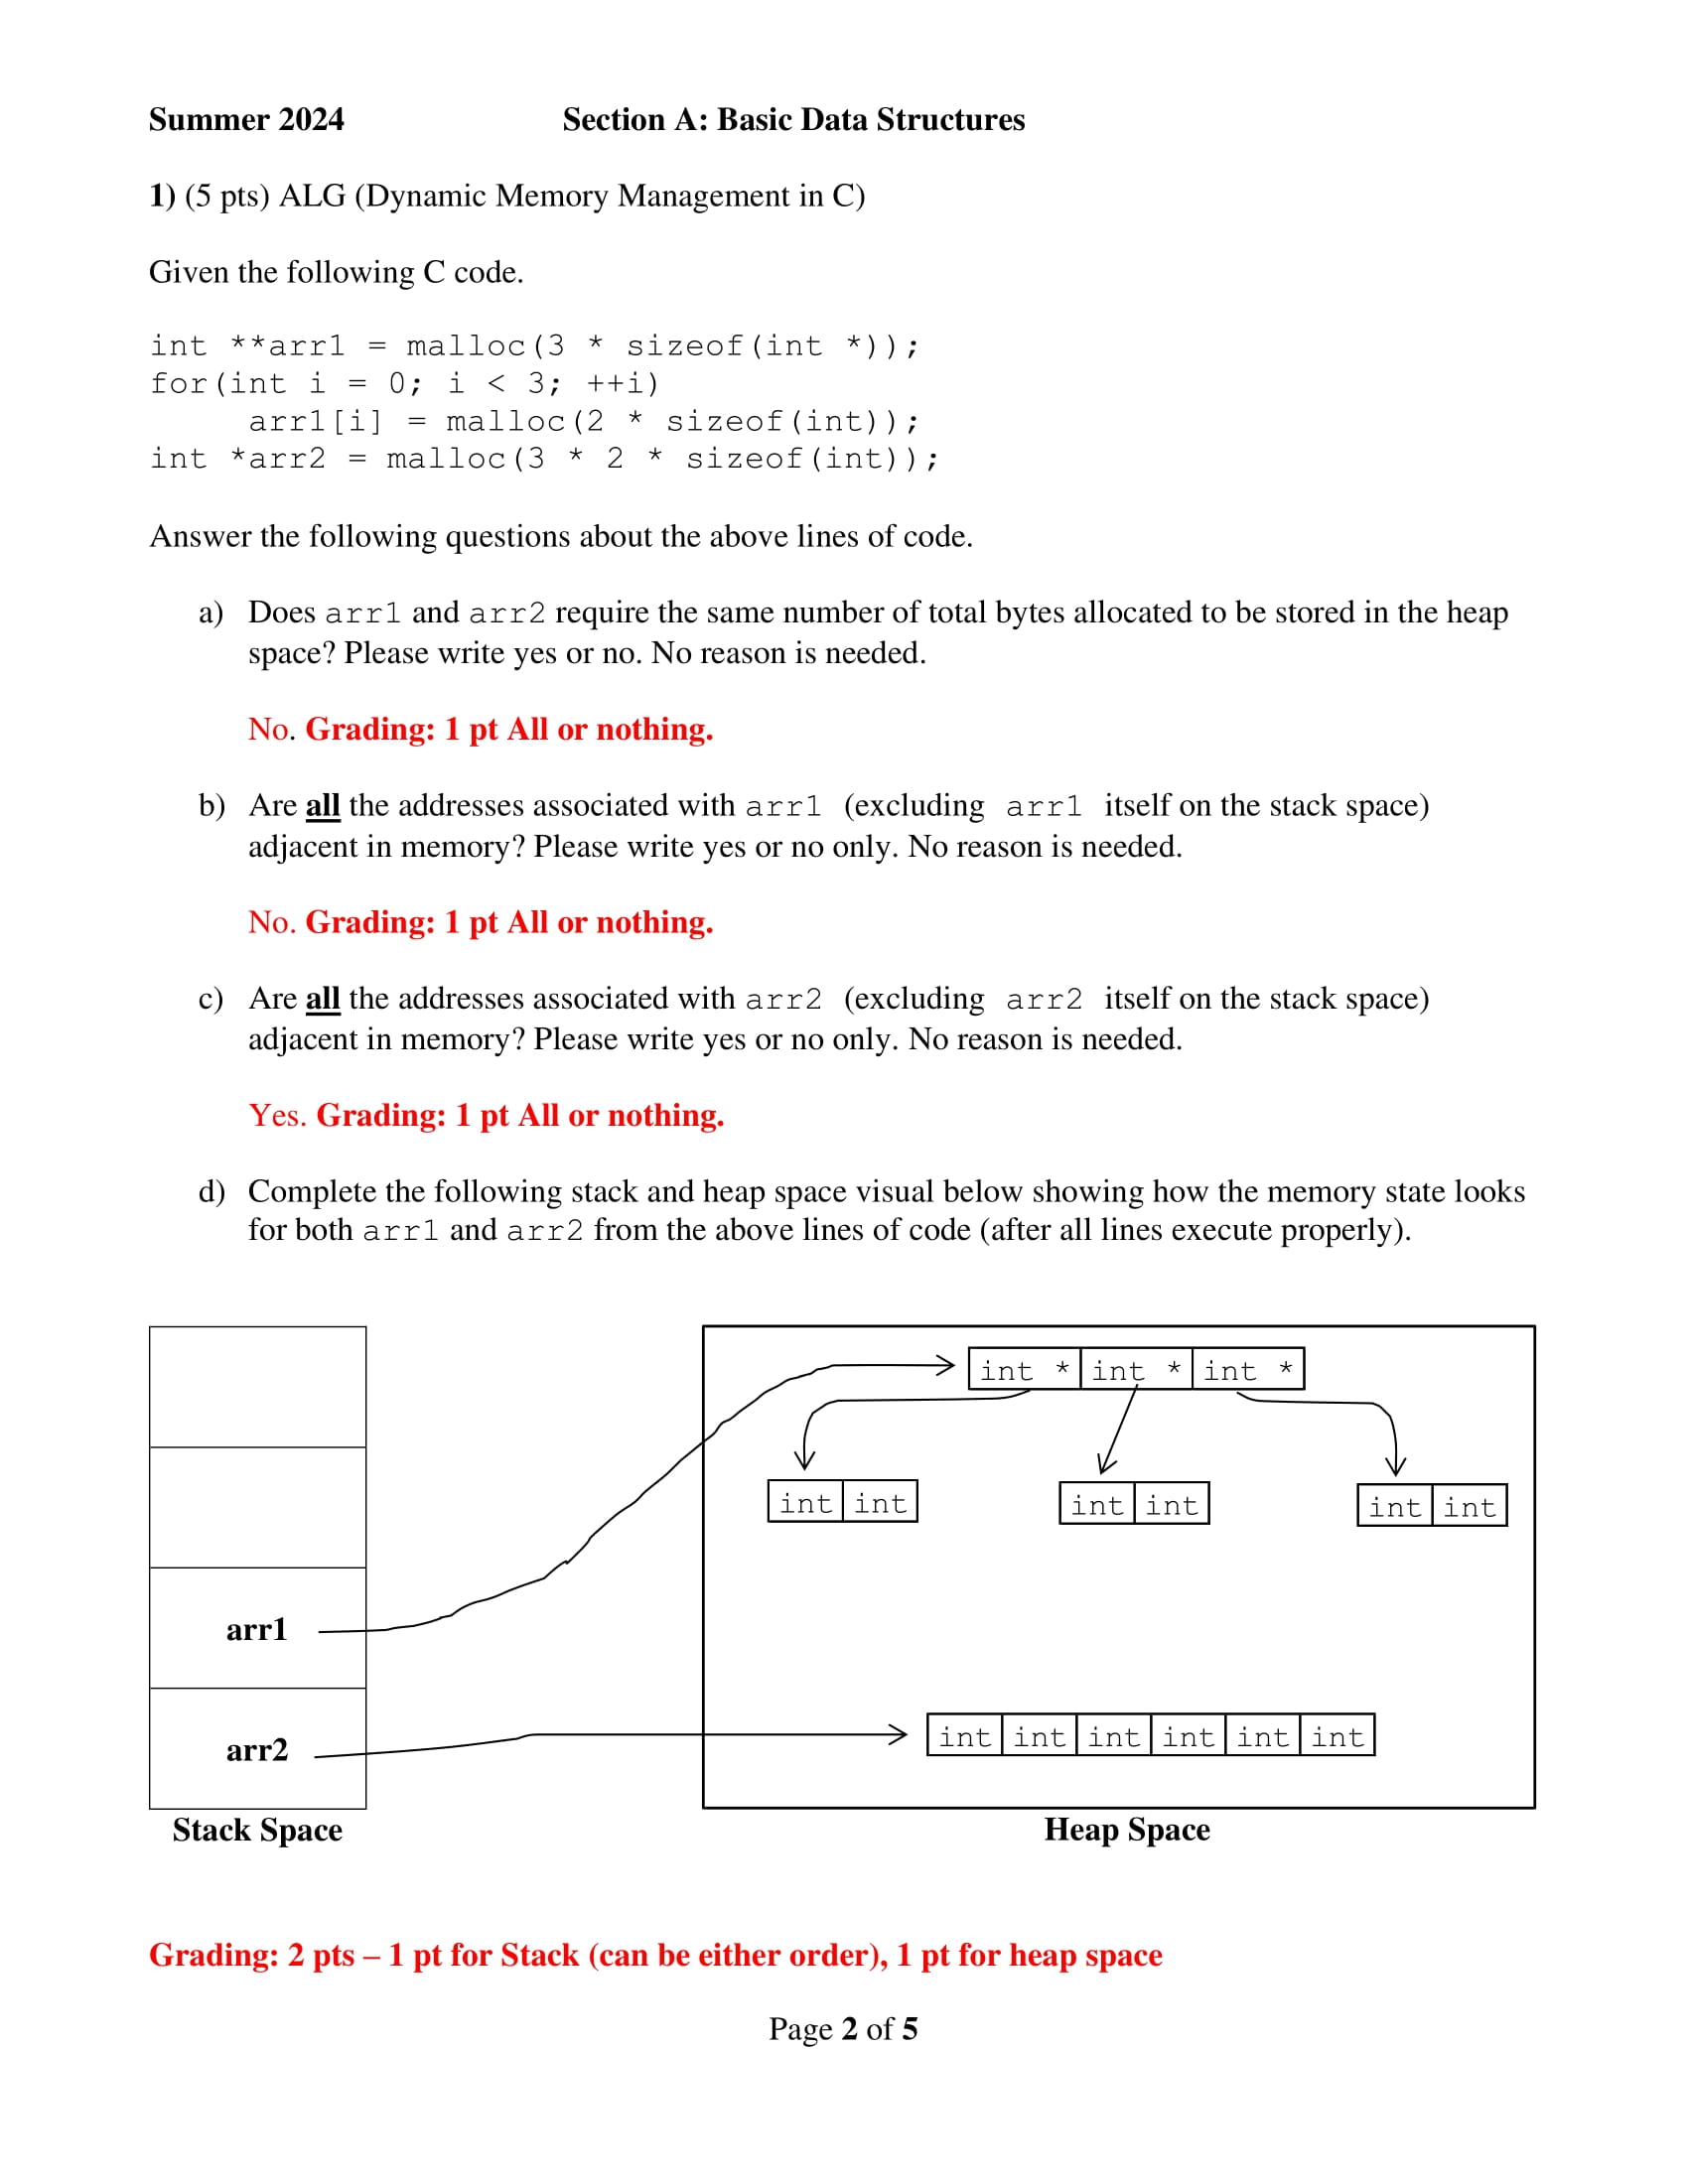 Summer 2024 Section A: Basic Data Structures
1) (5 pts) ALG (Dynamic Memory Management in C)
Given the following C code.
int **arr1 = malloc(3 * sizeof(int *));
for(int i = 0; i < 3; ++i)
arr1[i] = malloc(2 * sizeof(int));
int *arr2 = malloc(3 * 2 * sizeof(int));
Answer the following questions about the above lines of code.
a) Does arr1 and arr2 require the same number of total bytes allocated to be stored in the heap
space? Please write yes or no. No reason is needed.
No. Grading: 1 pt All or nothing.
b) Are all the addresses associated with arr1 (excluding arr1 itself on the stack space)
adjacent in memory? Please write yes or no only. No reason is needed.
No. Grading: 1 pt All or nothing.
c) Are all the addresses associated with arr2 (excluding arr2 itself on the stack space)
adjacent in memory? Please write yes or no only. No reason is needed.
Yes. Grading: 1 pt All or nothing.
d) Complete the following stack and heap space visual below showing how the memory state looks
for both arr1 and arr2 from the above lines of code (after all lines execute properly).
int * int * int *
int int int int int int
arr1
arr2 int int int int int int
Stack Space Heap Space
Grading: 2 pts – 1 pt for Stack (can be either order), 1 pt for heap space
Page 2 of 5